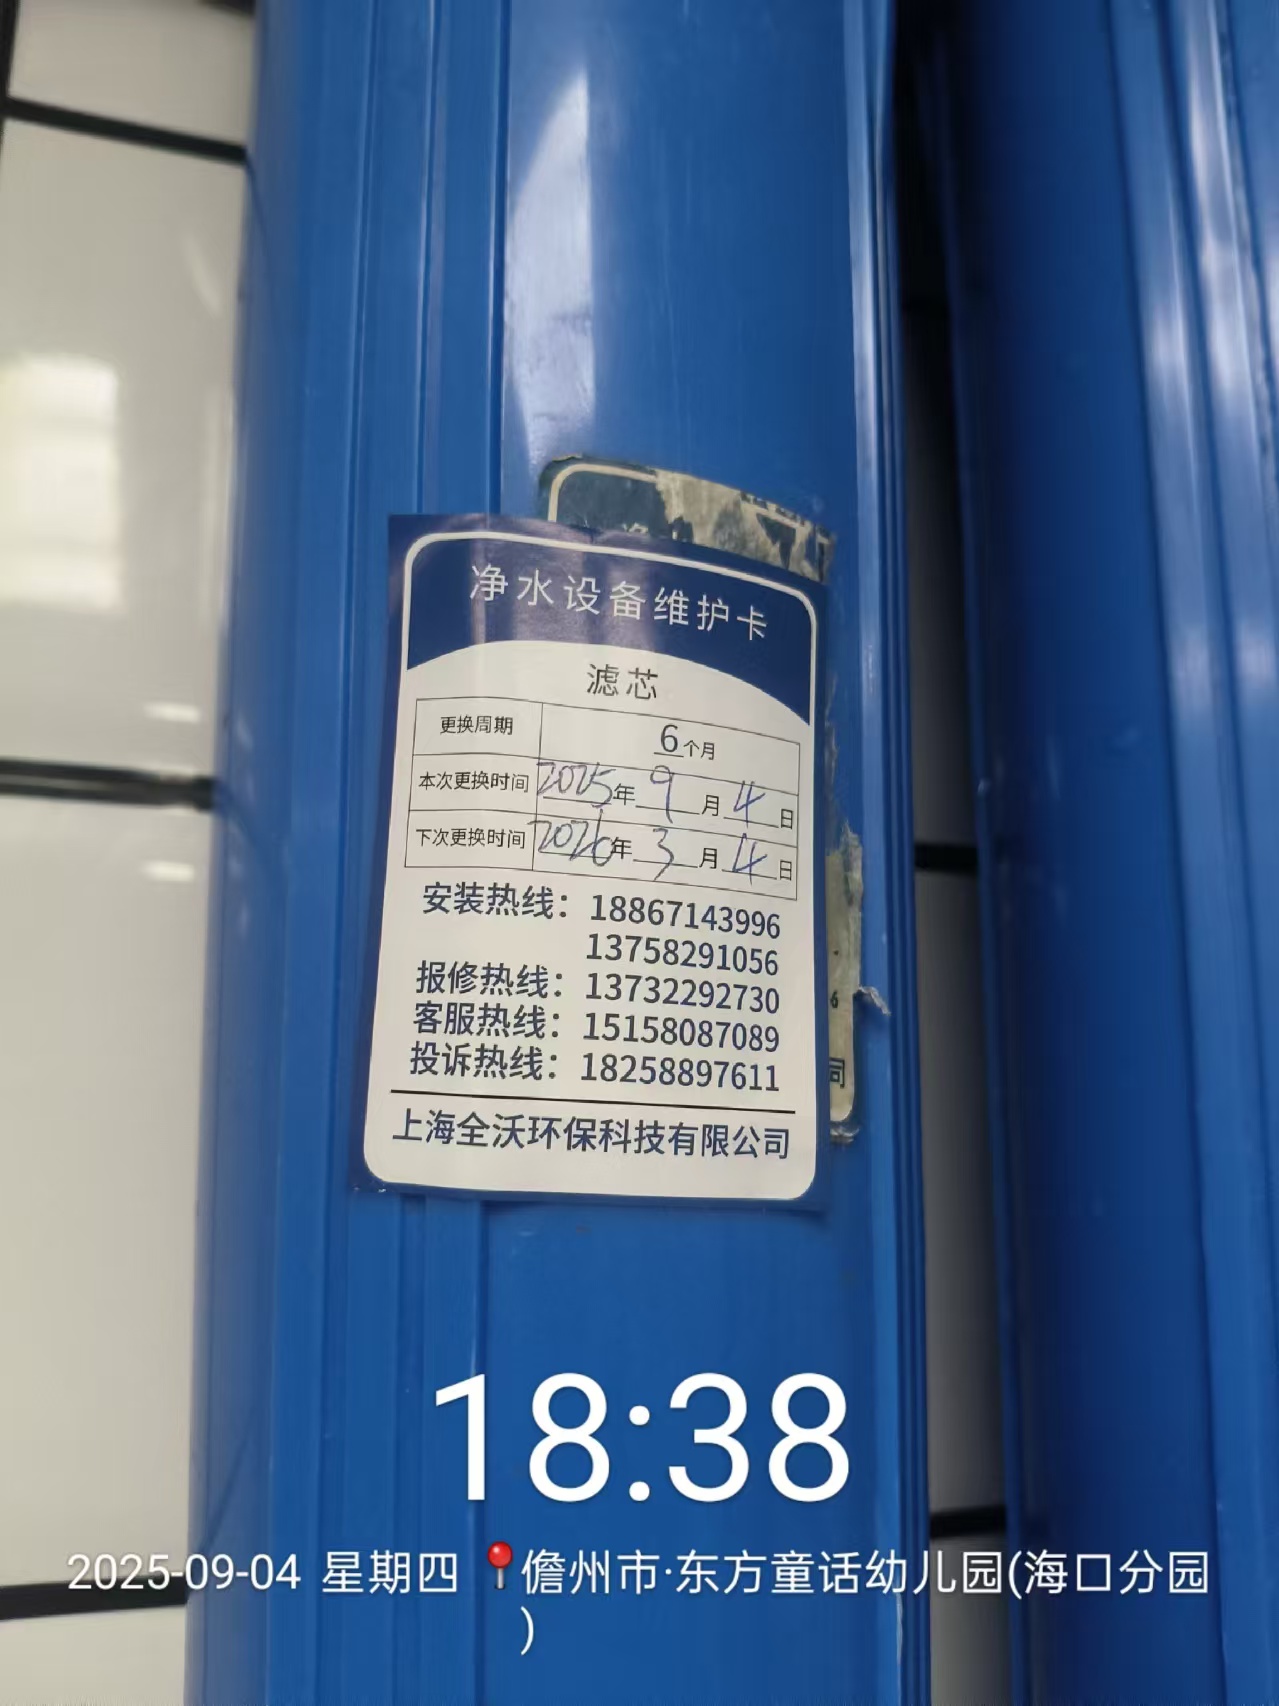 净水设备维护卡
滤芯
更换周期 6个月
本次更换时间 2025年9月4日
下次更换时间 2026年3月4日
安装热线：18867143996
13758291056
报修热线：13732292730
客服热线：15158087089
投诉热线：18258897611
上海全沃环保科技有限公司
6
司
18:38
2025-09-04 星期四 📍儋州市·东方童话幼儿园(海口分园
)